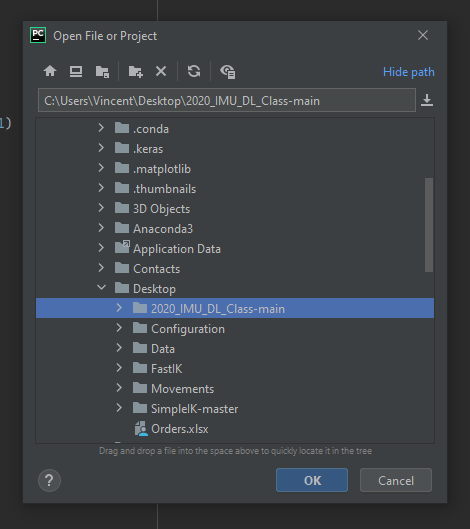 PC Open File or Project
Hide path
C:\Users\Vincent\Desktop\2020_IMU_DL_Class-main
1)
.conda
.keras
.matplotlib
.thumbnails
3D Objects
Anaconda3
Application Data
Contacts
Desktop
2020_IMU_DL_Class-main
Configuration
Data
FastIK
Movements
SimpleIK-master
Orders.xlsx
Drag and drop a file into the space above to quickly locate it in the tree
? OK Cancel